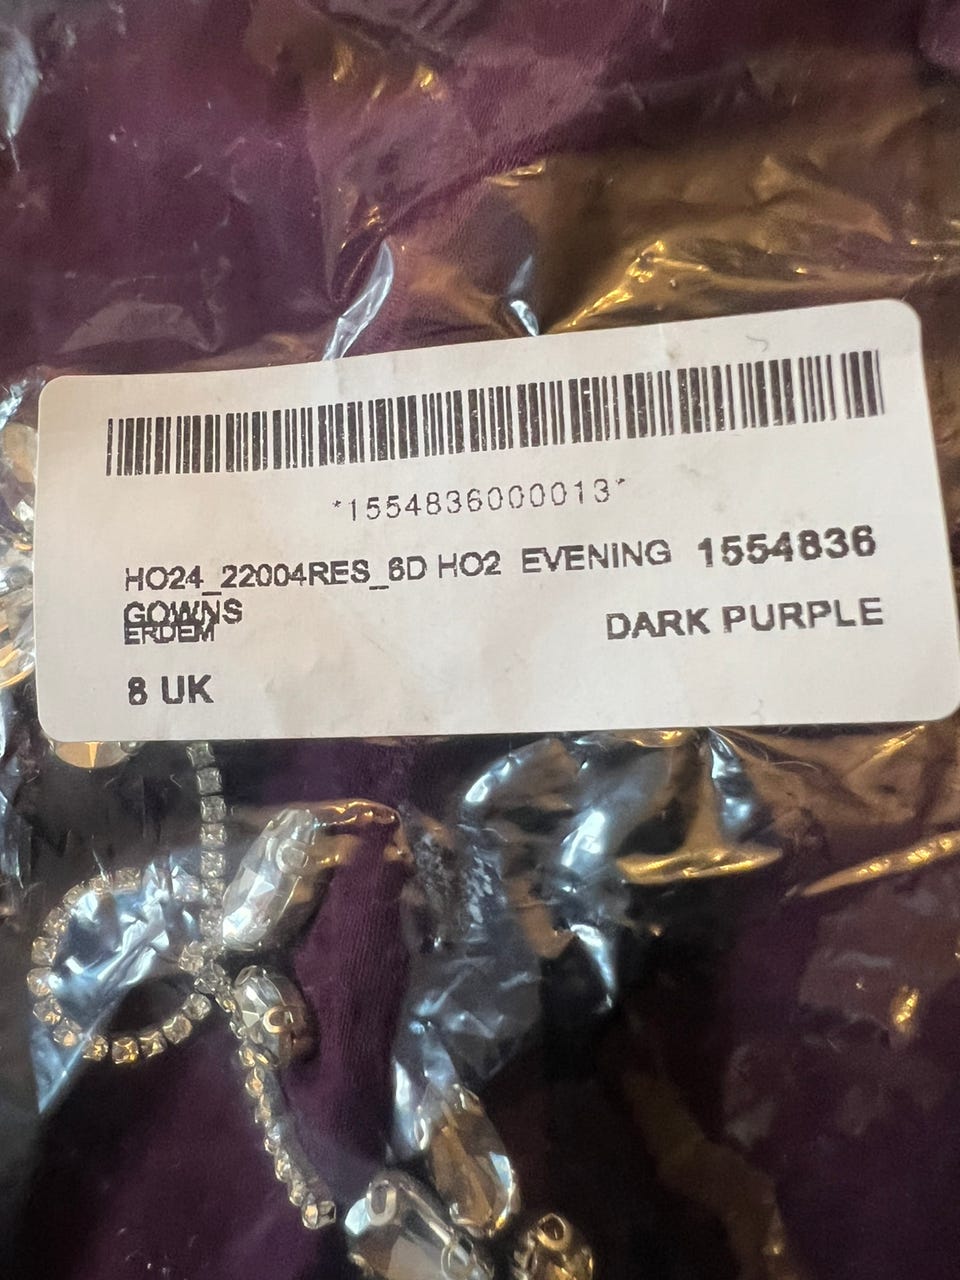 *1554836000013*
HO24_22004RES_6D HO2 EVENING 1554836
GOWNS
ERDEM
DARK PURPLE
8 UK